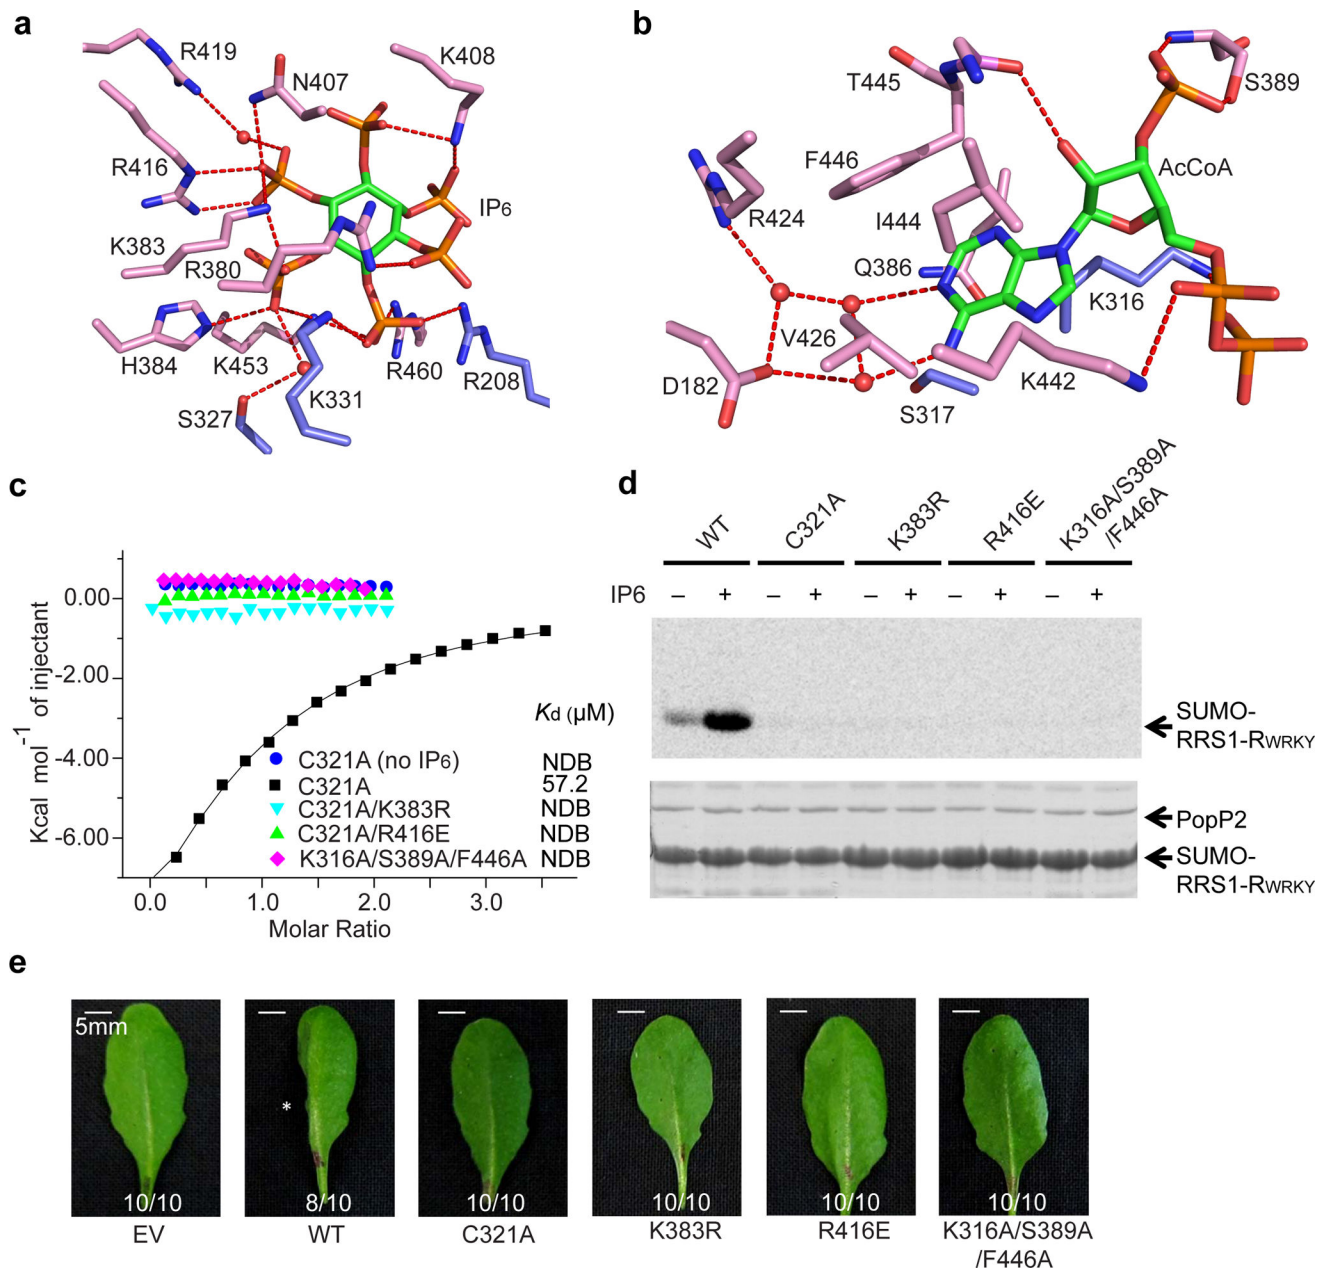 a
R419
N407
K408
R416
IP6
K383
R380
H384
K453
R460
R208
K331
S327
b
T445
S389
F446
AcCoA
R424
I444
Q386
K316
V426
D182
K442
S317
c
0.00
-2.00
-4.00
-6.00
Kcal mol-1 of injectant
0.0 1.0 2.0 3.0
Molar Ratio
Kd (µM)
C321A (no IP6) NDB
C321A 57.2
C321A/K383R NDB
C321A/R416E NDB
K316A/S389A/F446A NDB
d
WT
C321A
K383R
R416E
K316A/S389A
/F446A
IP6 – + – + – + – + – +
SUMO-
RRS1-RWRKY
PopP2
SUMO-
RRS1-RWRKY
e
5mm
*
10/10 8/10 10/10 10/10 10/10 10/10
EV WT C321A K383R R416E K316A/S389A
/F446A